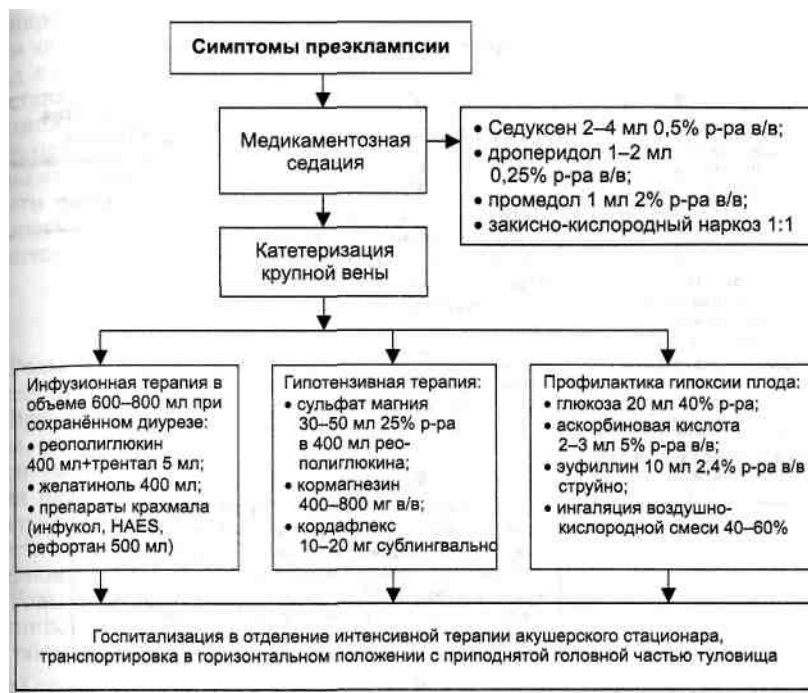 Симптомы преэклампсии
Медикаментозная
седация
• Седуксен 2–4 мл 0,5% р-ра в/в;
• дроперидол 1–2 мл
0,25% р-ра в/в;
• промедол 1 мл 2% р-ра в/в;
• закисно-кислородный наркоз 1:1
Катетеризация
крупной вены
Инфузионная терапия в
объеме 600–800 мл при
сохранённом диурезе:
• реополиглюкин
400 мл+трентал 5 мл;
• желатиноль 400 мл;
• препараты крахмала
(инфукол, HAES,
рефортан 500 мл)
Гипотензивная терапия:
• сульфат магния
30–50 мл 25% р-ра
в 400 мл рео-
полиглюкина;
• кормагнезин
400–800 мг в/в;
• кордафлекс
10–20 мг сублингвально
Профилактика гипоксии плода:
• глюкоза 20 мл 40% р-ра;
• аскорбиновая кислота
2–3 мл 5% р-ра в/в;
• эуфиллин 10 мл 2,4% р-ра в/в
струйно;
• ингаляция воздушно-
кислородной смеси 40–60%
Госпитализация в отделение интенсивной терапии акушерского стационара,
транспортировка в горизонтальном положении с приподнятой головной частью туловища